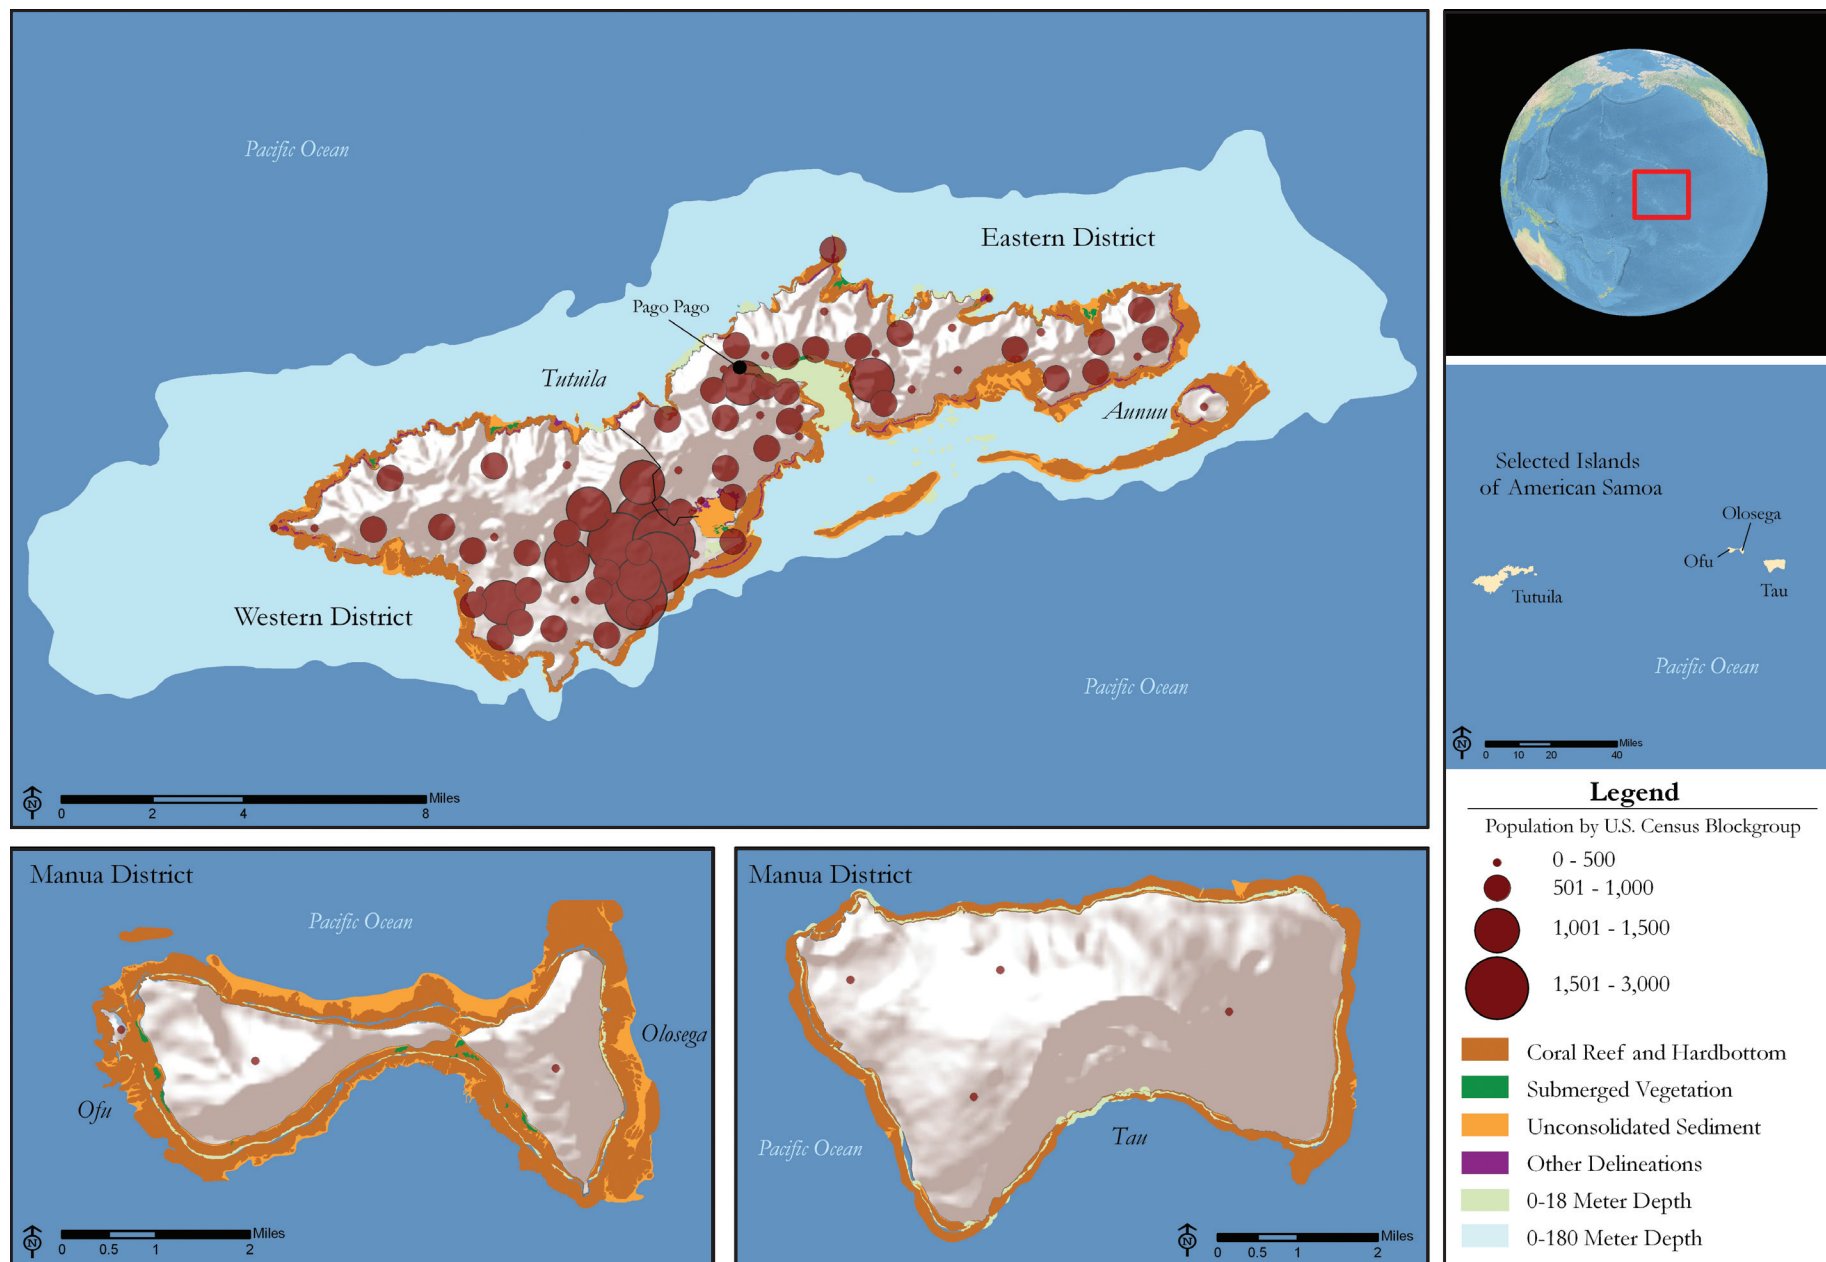 Pacific Ocean
Eastern District
Pago Pago
Tutuila
Aunuu
Western District
Pacific Ocean
N
0 2 4 8 Miles
Selected Islands
of American Samoa
Olosega
Ofu
Tau
Tutuila
Pacific Ocean
N
0 10 20 40 Miles
Legend
Population by U.S. Census Blockgroup
0 - 500
501 - 1,000
1,001 - 1,500
1,501 - 3,000
Coral Reef and Hardbottom
Submerged Vegetation
Unconsolidated Sediment
Other Delineations
0-18 Meter Depth
0-180 Meter Depth
Manua District
Pacific Ocean
Olosega
Ofu
N
0 0.5 1 2 Miles
Manua District
Pacific Ocean
Tau
N
0 0.5 1 2 Miles